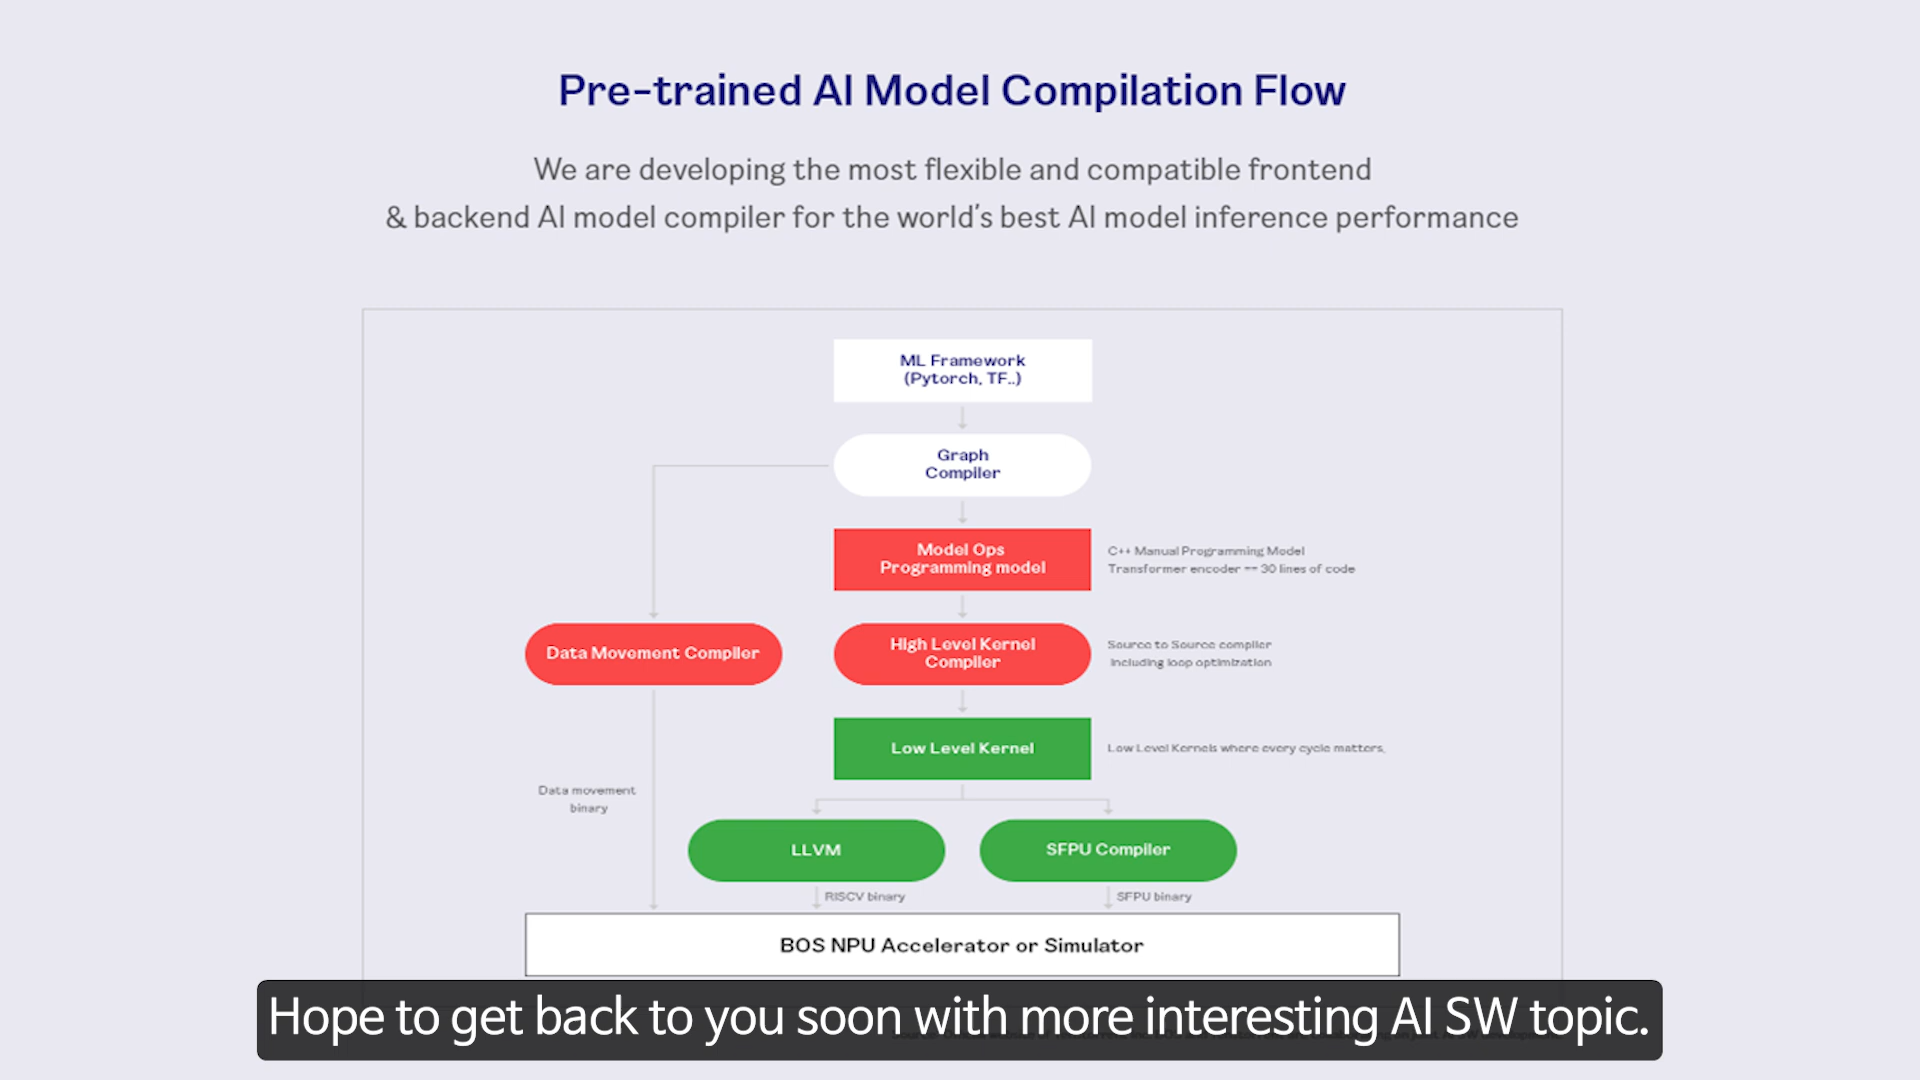 Pre-trained AI Model Compilation Flow
We are developing the most flexible and compatible frontend
& backend AI model compiler for the world's best AI model inference performance
ML Framework
(Pytorch, TF..)
Graph
Compiler
Model Ops
Programming model
C++ Manual Programming Model
Transformer encoder == 30 lines of code
Data Movement Compiler
High Level Kernel
Compiler
Source to Source compiler
including loop optimization
Low Level Kernel
Low Level Kernels where every cycle matters.
Data movement
binary
LLVM
SFPU Compiler
RISCV binary
SFPU binary
BOS NPU Accelerator or Simulator
Hope to get back to you soon with more interesting AI SW topic.